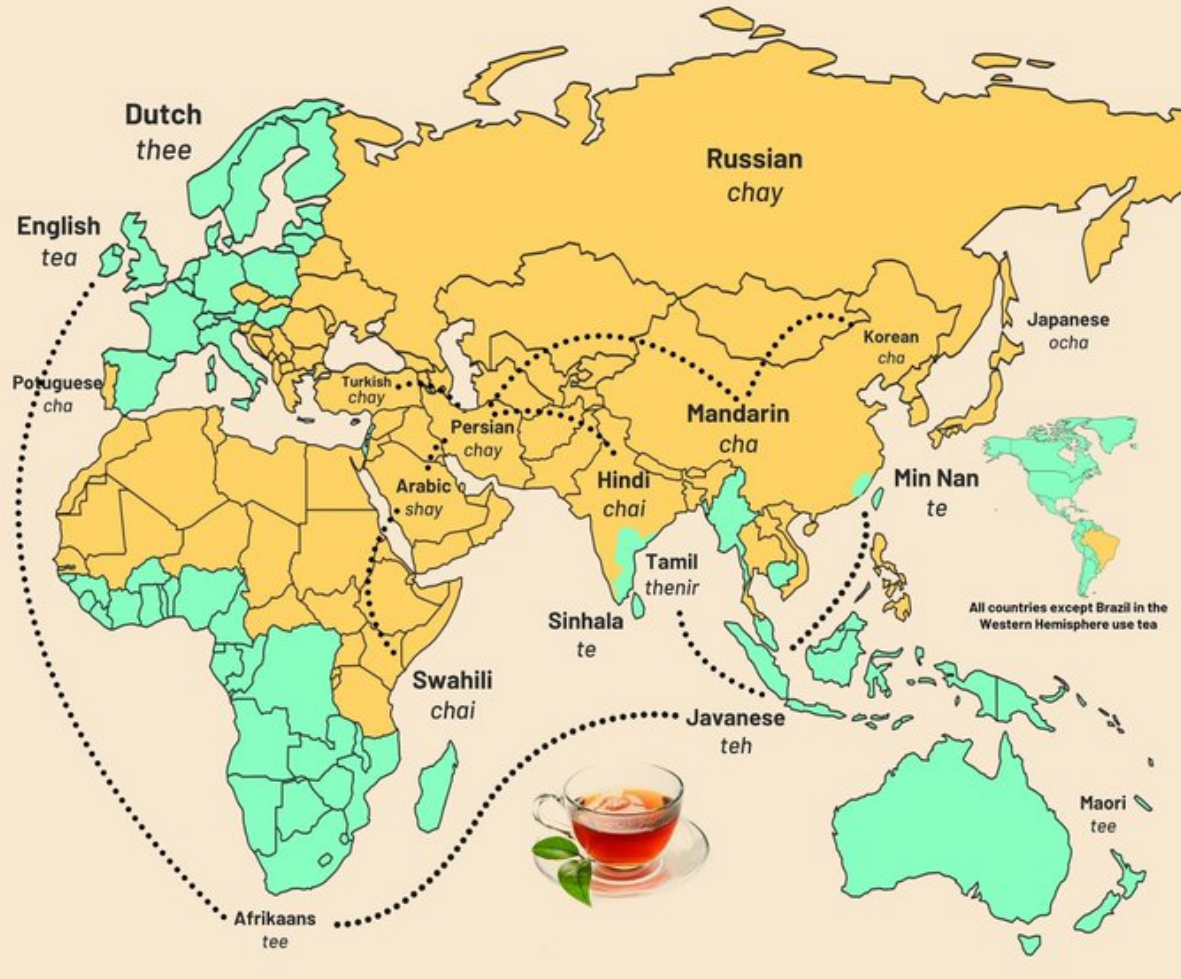 Dutch
thee
Russian
chay
English
tea
Japanese
ocha
Korean
cha
Potuguese
cha
Turkish
chay
Mandarin
cha
Persian
chay
Hindi
chai
Arabic
shay
Min Nan
te
Tamil
thenir
All countries except Brazil in the
Western Hemisphere use tea
Sinhala
te
Swahili
chai
Javanese
teh
Maori
tee
Afrikaans
tee